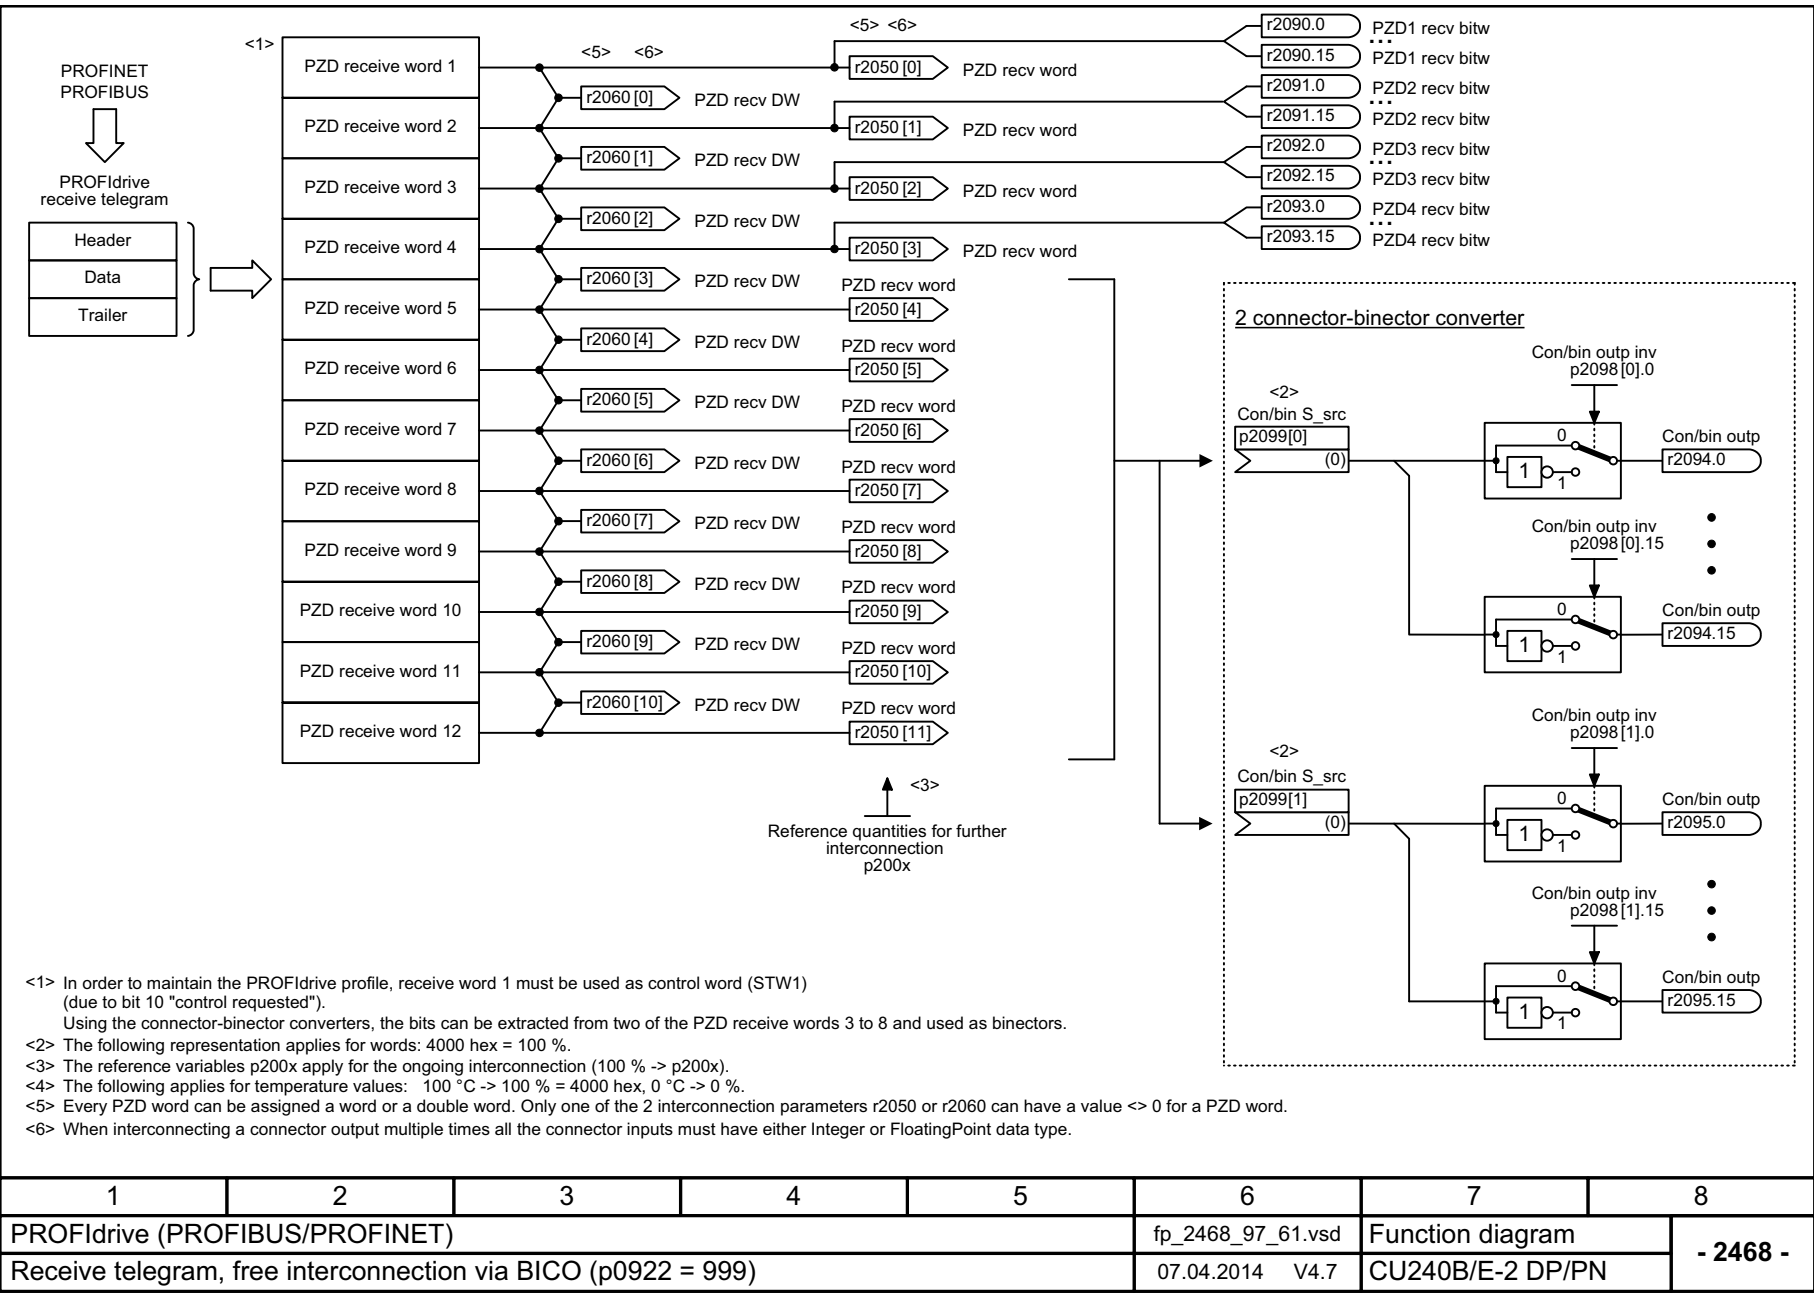 PROFINET
PROFIBUS
PROFIdrive
receive telegram
Header
Data
Trailer
<1>
PZD receive word 1
PZD receive word 2
PZD receive word 3
PZD receive word 4
PZD receive word 5
PZD receive word 6
PZD receive word 7
PZD receive word 8
PZD receive word 9
PZD receive word 10
PZD receive word 11
PZD receive word 12
<5> <6>
r2060[0] PZD recv DW
r2060[1] PZD recv DW
r2060[2] PZD recv DW
r2060[3] PZD recv DW
r2060[4] PZD recv DW
r2060[5] PZD recv DW
r2060[6] PZD recv DW
r2060[7] PZD recv DW
r2060[8] PZD recv DW
r2060[9] PZD recv DW
r2060[10] PZD recv DW
<5> <6>
r2050[0] PZD recv word
r2050[1] PZD recv word
r2050[2] PZD recv word
r2050[3] PZD recv word
PZD recv word
r2050[4]
PZD recv word
r2050[5]
PZD recv word
r2050[6]
PZD recv word
r2050[7]
PZD recv word
r2050[8]
PZD recv word
r2050[9]
PZD recv word
r2050[10]
PZD recv word
r2050[11]
<3>
Reference quantities for further
interconnection
p200x
r2090.0 PZD1 recv bitw
...
r2090.15 PZD1 recv bitw
r2091.0 PZD2 recv bitw
...
r2091.15 PZD2 recv bitw
r2092.0 PZD3 recv bitw
...
r2092.15 PZD3 recv bitw
r2093.0 PZD4 recv bitw
...
r2093.15 PZD4 recv bitw
2 connector-binector converter
<2>
Con/bin S_src
p2099[0]
(0)
Con/bin outp inv
p2098[0].0
0
1
1
Con/bin outp
r2094.0
Con/bin outp inv
p2098[0].15
0
1
1
Con/bin outp
r2094.15
<2>
Con/bin S_src
p2099[1]
(0)
Con/bin outp inv
p2098[1].0
0
1
1
Con/bin outp
r2095.0
Con/bin outp inv
p2098[1].15
0
1
1
Con/bin outp
r2095.15
<1> In order to maintain the PROFIdrive profile, receive word 1 must be used as control word (STW1)
(due to bit 10 "control requested").
Using the connector-binector converters, the bits can be extracted from two of the PZD receive words 3 to 8 and used as binectors.
<2> The following representation applies for words: 4000 hex = 100 %.
<3> The reference variables p200x apply for the ongoing interconnection (100 % -> p200x).
<4> The following applies for temperature values: 100 °C -> 100 % = 4000 hex, 0 °C -> 0 %.
<5> Every PZD word can be assigned a word or a double word. Only one of the 2 interconnection parameters r2050 or r2060 can have a value <> 0 for a PZD word.
<6> When interconnecting a connector output multiple times all the connector inputs must have either Integer or FloatingPoint data type.
1 2 3 4 5 6 7 8
PROFIdrive (PROFIBUS/PROFINET) fp_2468_97_61.vsd Function diagram
- 2468 -
Receive telegram, free interconnection via BICO (p0922 = 999) 07.04.2014 V4.7 CU240B/E-2 DP/PN